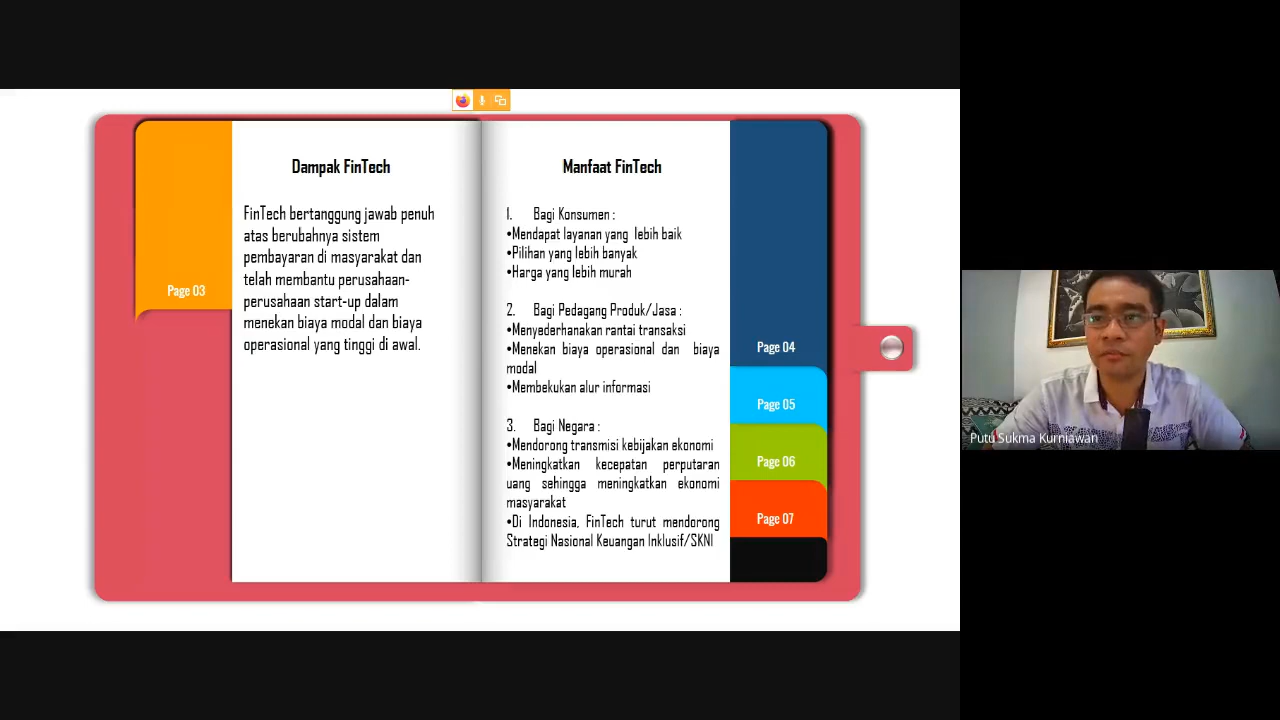 Dampak FinTech
FinTech bertanggung jawab penuh
atas berubahnya sistem
pembayaran di masyarakat dan
telah membantu perusahaan-
perusahaan start-up dalam
menekan biaya modal dan biaya
operasional yang tinggi di awal.
Page 03
Manfaat FinTech
1. Bagi Konsumen :
•Mendapat layanan yang lebih baik
•Pilihan yang lebih banyak
•Harga yang lebih murah
2. Bagi Pedagang Produk/Jasa :
•Menyederhanakan rantai transaksi
•Menekan biaya operasional dan biaya
modal
•Membekukan alur informasi
3. Bagi Negara :
•Mendorong transmisi kebijakan ekonomi
•Meningkatkan kecepatan perputaran
uang sehingga meningkatkan ekonomi
masyarakat
•Di Indonesia, FinTech turut mendorong
Strategi Nasional Keuangan Inklusif/SKNI
Page 04
Page 05
Page 06
Page 07
Putu Sukma Kurniawan